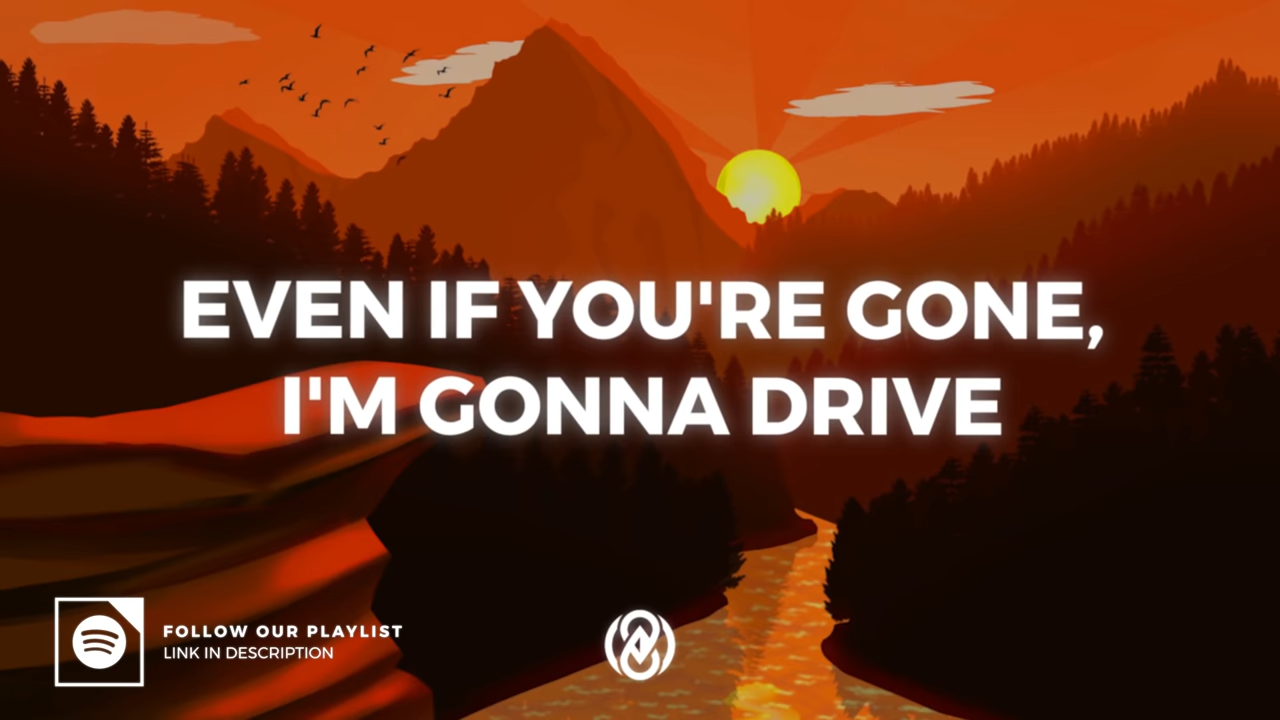 EVEN IF YOU'RE GONE,
I'M GONNA DRIVE
FOLLOW OUR PLAYLIST
LINK IN DESCRIPTION